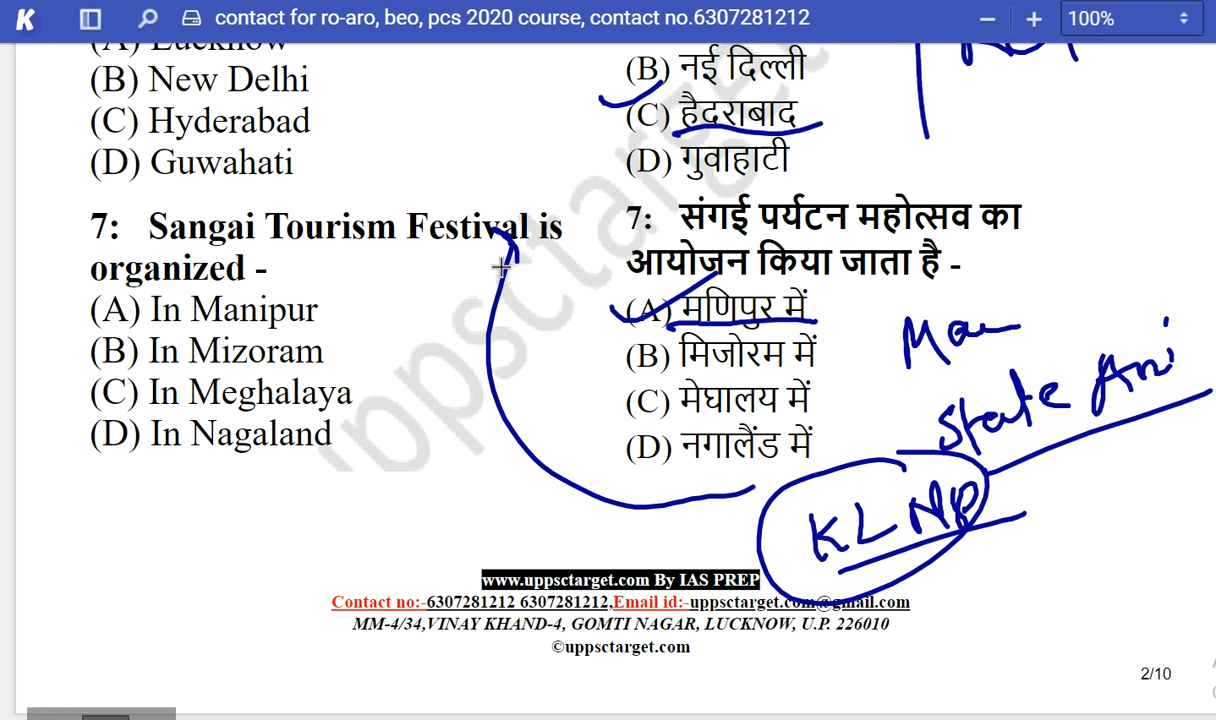 contact for ro-aro, beo, pcs 2020 course, contact no.6307281212
100%
(A) Lucknow
(B) New Delhi
(C) Hyderabad
(D) Guwahati
7: Sangai Tourism Festival is
organized -
(A) In Manipur
(B) In Mizoram
(C) In Meghalaya
(D) In Nagaland
(B) नई दिल्ली
(C) हैदराबाद
(D) गुवाहाटी
7: संगई पर्यटन महोत्सव का
आयोजन किया जाता है -
(A) मणिपुर में
(B) मिजोरम में
(C) मेघालय में
(D) नगालैंड में
State Ani
KLNP
uppsctarget
www.uppsctarget.com By IAS PREP
Contact no:-6307281212 6307281212,Email id:-uppsctarget.com@gmail.com
MM-4/34,VINAY KHAND-4, GOMTI NAGAR, LUCKNOW, U.P. 226010
©uppsctarget.com
2/10